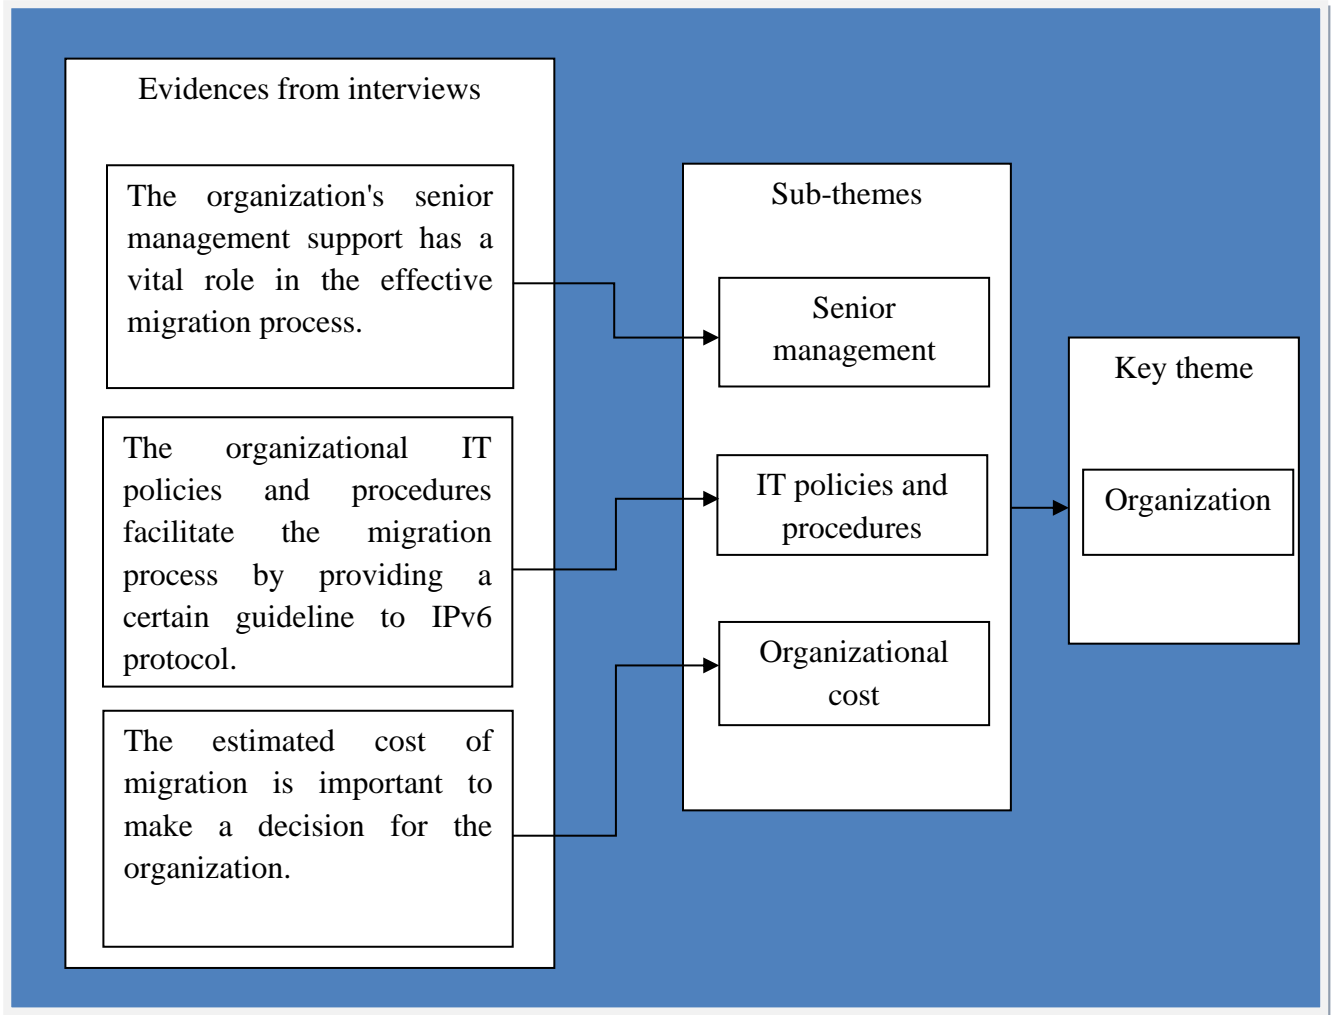 Evidences from interviews
The organization's senior
management support has a
vital role in the effective
migration process.
The organizational IT
policies and procedures
facilitate the migration
process by providing a
certain guideline to IPv6
protocol.
The estimated cost of
migration is important to
make a decision for the
organization.
Sub-themes
Senior
management
IT policies and
procedures
Organizational
cost
Key theme
Organization